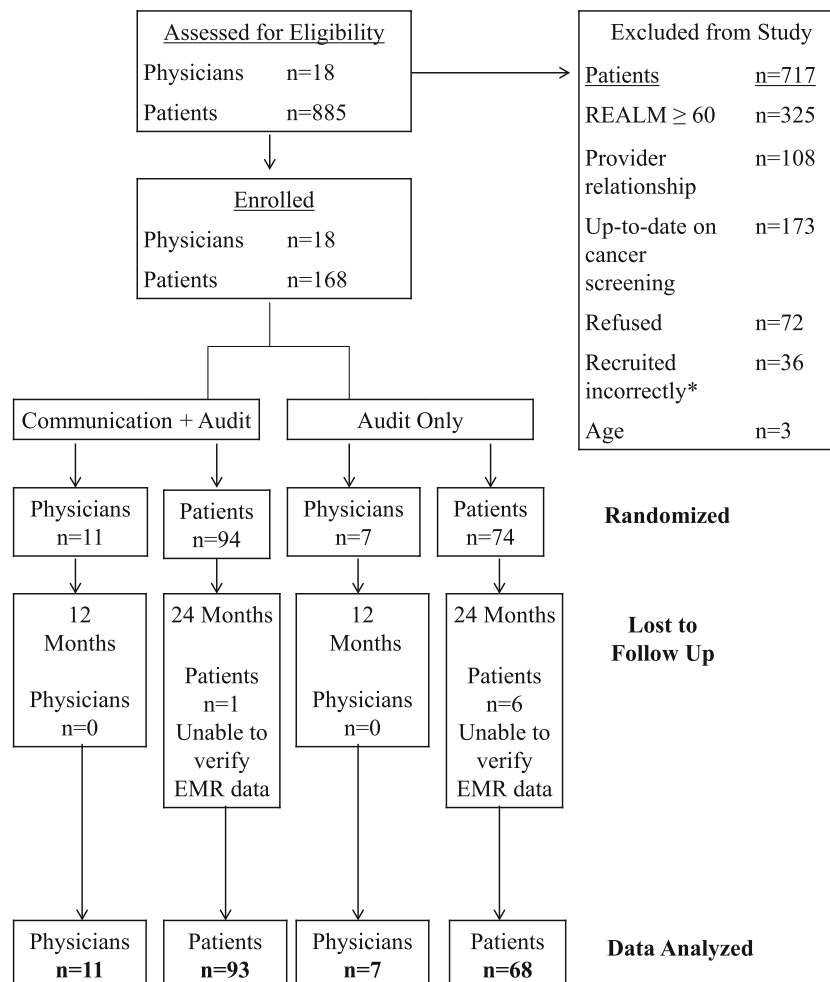 Assessed for Eligibility
Physicians n=18
Patients n=885
Excluded from Study
Patients n=717
REALM ≥ 60 n=325
Provider
relationship n=108
Up-to-date on n=173
cancer
screening
Refused n=72
Recruited n=36
incorrectly*
Age n=3
Enrolled
Physicians n=18
Patients n=168
Communication + Audit
Audit Only
Physicians
n=11
Patients
n=94
Physicians
n=7
Patients
n=74
Randomized
12
Months
Physicians
n=0
24 Months
Patients
n=1
Unable to
verify
EMR data
12
Months
Physicians
n=0
24 Months
Patients
n=6
Unable to
verify
EMR data
Lost to
Follow Up
Physicians
n=11
Patients
n=93
Physicians
n=7
Patients
n=68
Data Analyzed